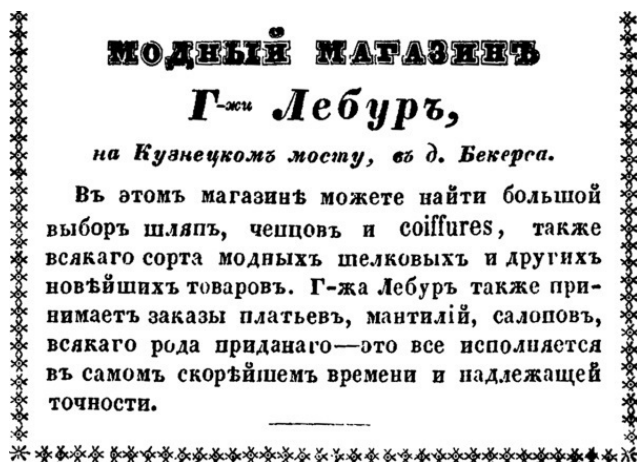 МОДНЫЙ МАГАЗИНЪ
Г-жи Лебуръ,
на Кузнецкомъ мосту, въ д. Бекерса.
Въ этомъ магазинѣ можете найти большой
выборъ шляпъ, чепцовъ и coiffures, также
всякаго сорта модныхъ шелковыхъ и другихъ
новѣйшихъ товаровъ. Г-жа Лебуръ также при-
нимаетъ заказы платьевъ, мантилій, салоповъ,
всякаго рода приданаго—это все исполняется
въ самомъ скорѣйшемъ времени и надлежащей
точности.